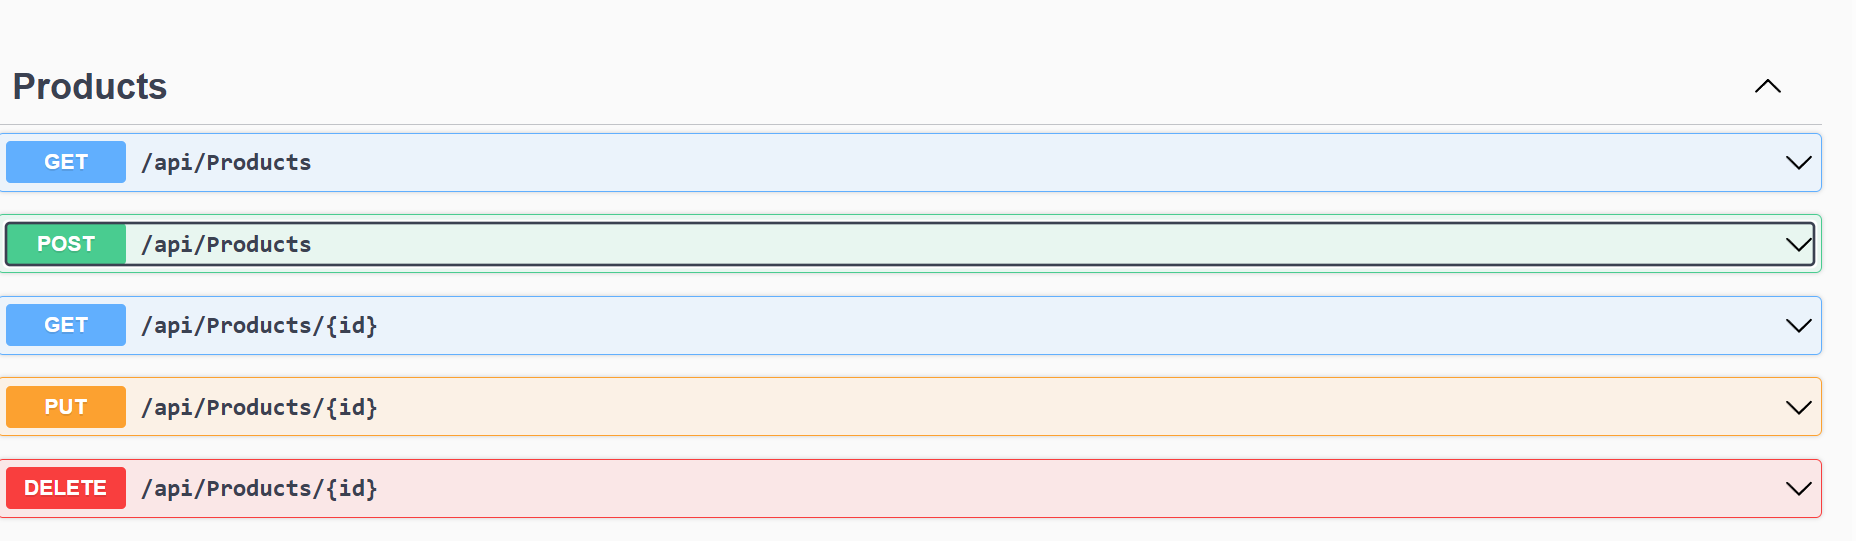 Products
GET /api/Products
POST /api/Products
GET /api/Products/{id}
PUT /api/Products/{id}
DELETE /api/Products/{id}